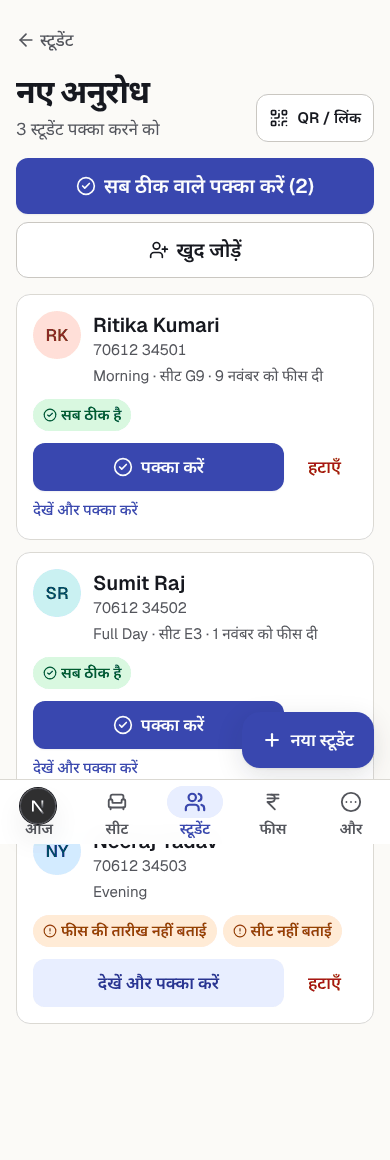 स्टूडेंट
नए अनुरोध
3 स्टूडेंट पक्का करने को
QR / लिंक
सब ठीक वाले पक्का करें (2)
खुद जोड़ें
RK
Ritika Kumari
70612 34501
Morning · सीट G9 · 9 नवंबर को फीस दी
सब ठीक है
पक्का करें
हटाएँ
देखें और पक्का करें
SR
Sumit Raj
70612 34502
Full Day · सीट E3 · 1 नवंबर को फीस दी
सब ठीक है
पक्का करें
नया स्टूडेंट
देखें और पक्का करें
N
आज
सीट
स्टूडेंट
₹
फीस
और
NY
Neeraj Yadav
70612 34503
Evening
फीस की तारीख नहीं बताई
सीट नहीं बताई
देखें और पक्का करें
हटाएँ